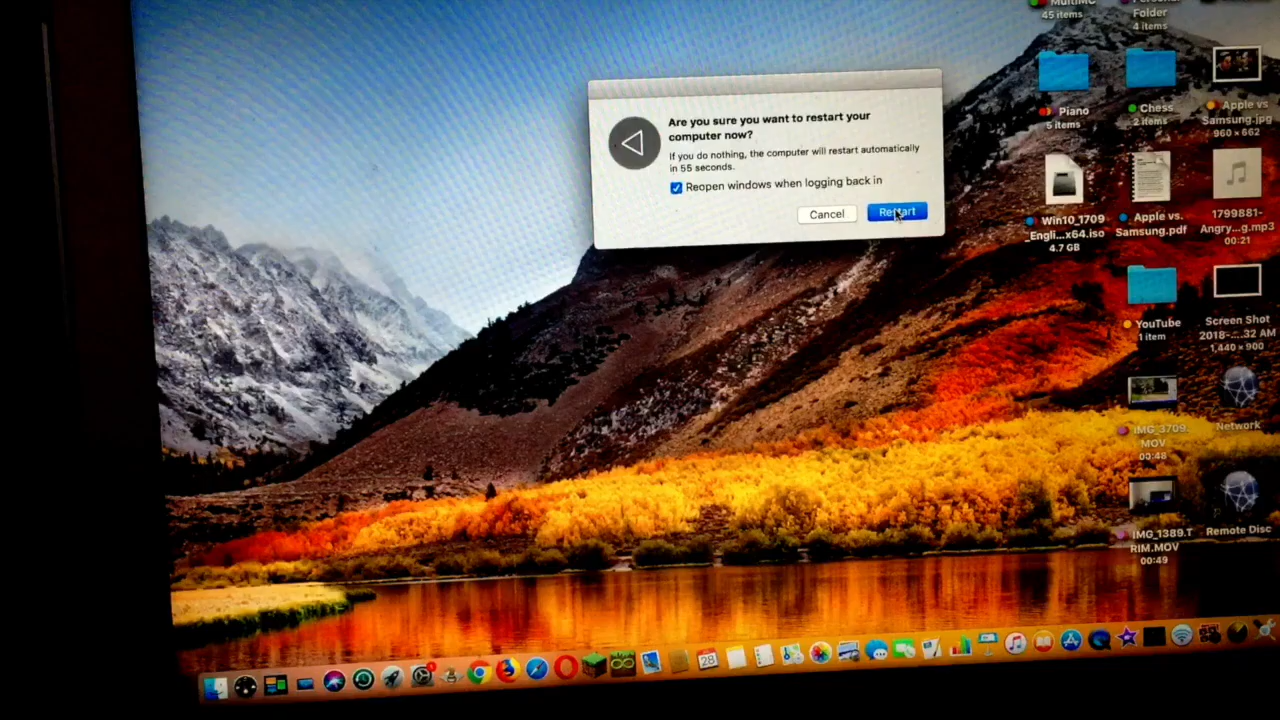 MultiMC
45 items
Folder
4 items
Are you sure you want to restart your
computer now?
If you do nothing, the computer will restart automatically
in 55 seconds.
Reopen windows when logging back in
Cancel
Restart
Piano
5 items
Chess
2 items
Apple vs
Samsung.jpg
960 × 662
Win10_1709
_Engli...x64.iso
4.7 GB
Apple vs.
Samsung.pdf
1799881-
Angry...g.mp3
00:21
YouTube
1 item
Screen Shot
2018-...32 AM
1,440 × 900
IMG_3709.
MOV
00:48
Network
IMG_1389.T
RIM.MOV
00:49
Remote Disc
28